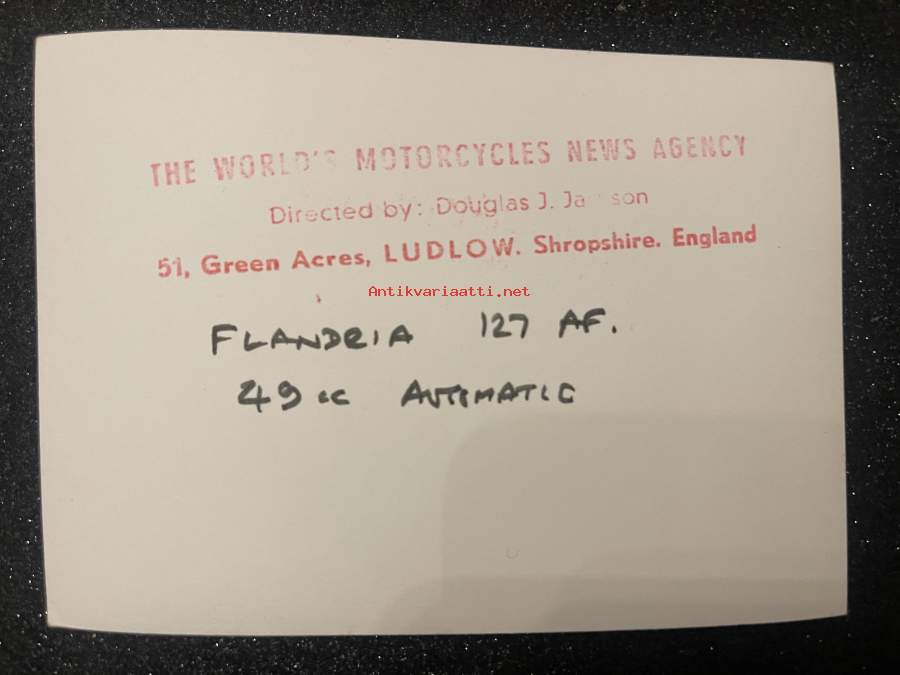 THE WORLD'S MOTORCYCLES NEWS AGENCY
Directed by: Douglas J.
51, Green Acres, LUDLOW. Shropshire. England
Antikvariaatti.net
FLANDRIA 127 AF.
49 cc AUTOMATIC